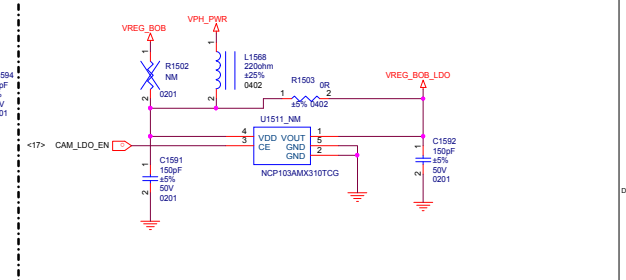 VREG_BOB
VPH_PWR
1
1
R1502
NM
2
0201
L1568
220ohm
±25%
0402
2
R1503
0R
1
2
±5% 0402
VREG_BOB_LDO
594
pF
01
U1511_NM
<17> CAM_LDO_EN
4
3
VDD VOUT
CE GND
GND
1
5
2
NCP103AMX310TCG
1
C1591
150pF
±5%
50V
0201
2
1
C1592
150pF
±5%
50V
0201
2
D